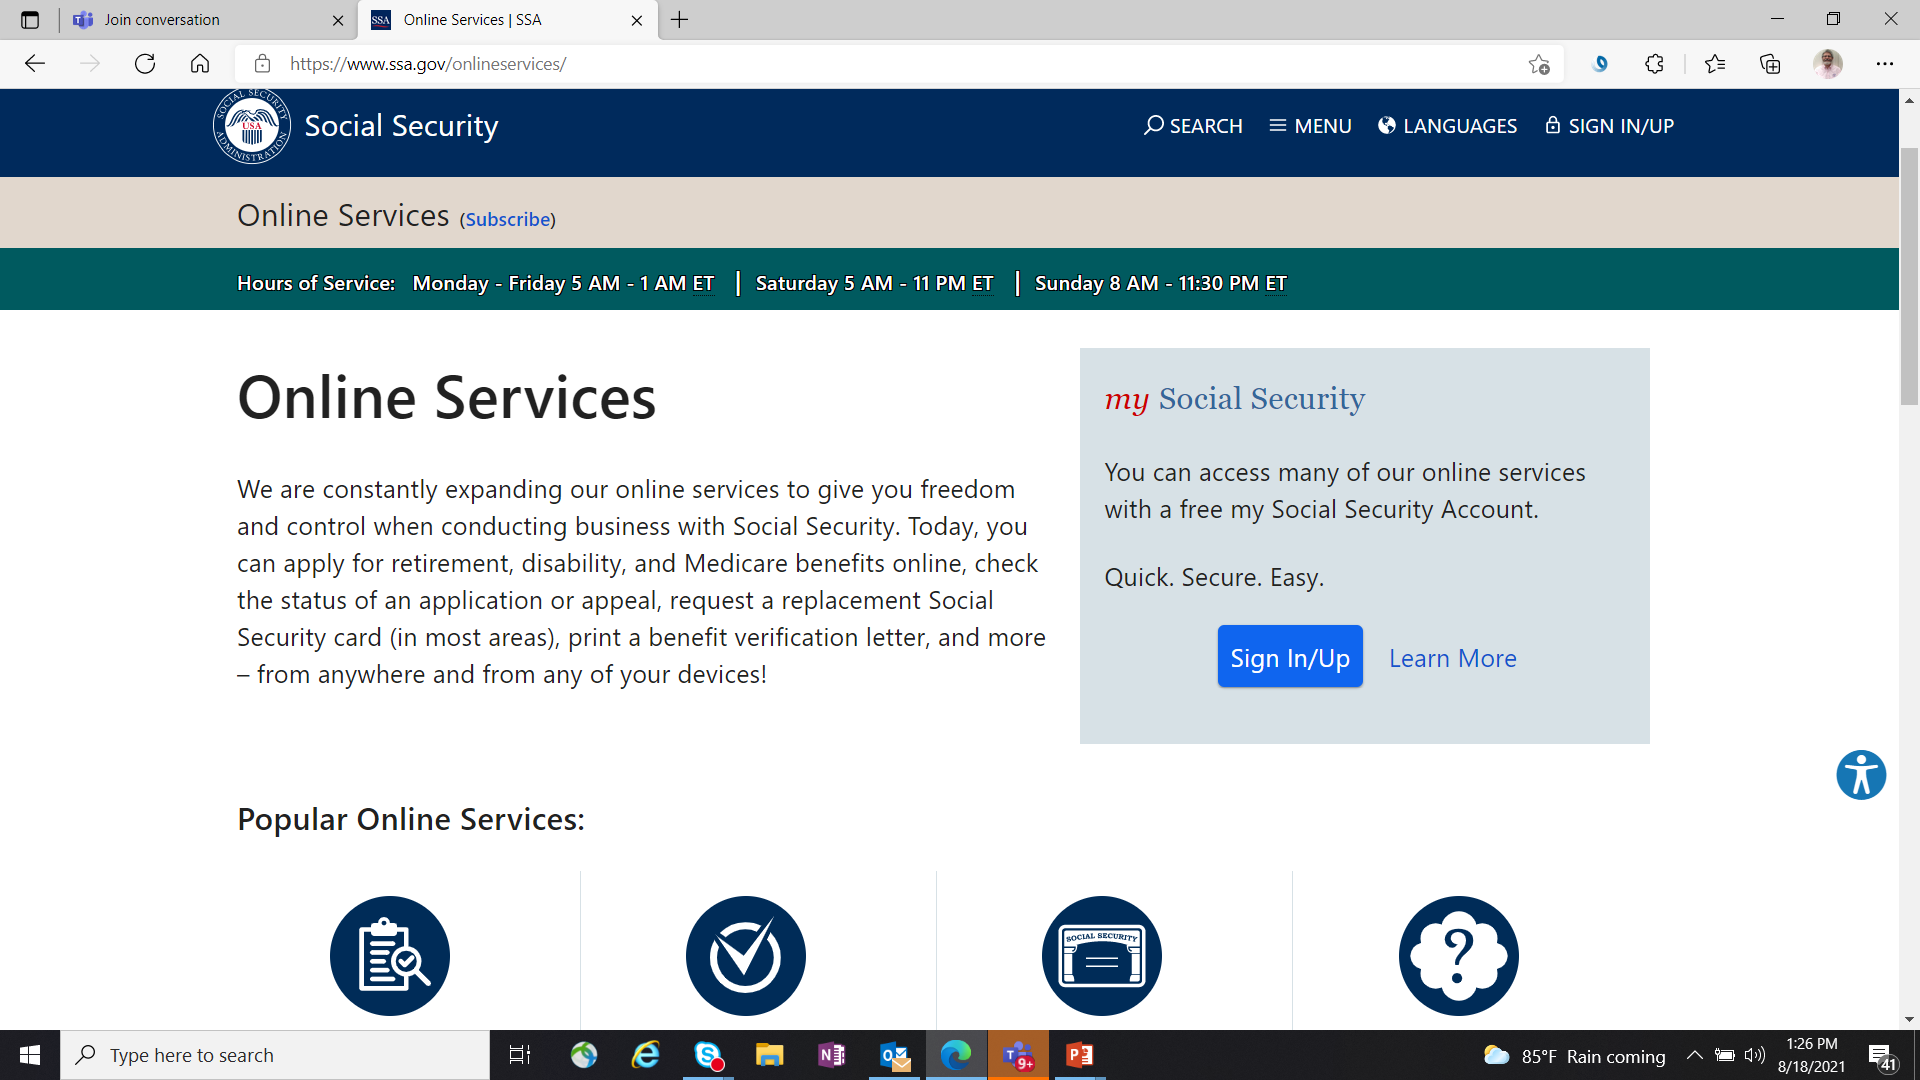 Join conversation
SSA
Online Services | SSA
https://www.ssa.gov/onlineservices/
SOCIAL SECURITY ADMINISTRATION
USA
Social Security
SEARCH
MENU
LANGUAGES
SIGN IN/UP
Online Services (Subscribe)
Hours of Service: Monday - Friday 5 AM - 1 AM ET | Saturday 5 AM - 11 PM ET | Sunday 8 AM - 11:30 PM ET
Online Services
We are constantly expanding our online services to give you freedom
and control when conducting business with Social Security. Today, you
can apply for retirement, disability, and Medicare benefits online, check
the status of an application or appeal, request a replacement Social
Security card (in most areas), print a benefit verification letter, and more
– from anywhere and from any of your devices!
my Social Security
You can access many of our online services
with a free my Social Security Account.
Quick. Secure. Easy.
Sign In/Up
Learn More
Popular Online Services:
SOCIAL SECURITY
?
Type here to search
N
O
9+
P
85°F Rain coming
1:26 PM
8/18/2021
41